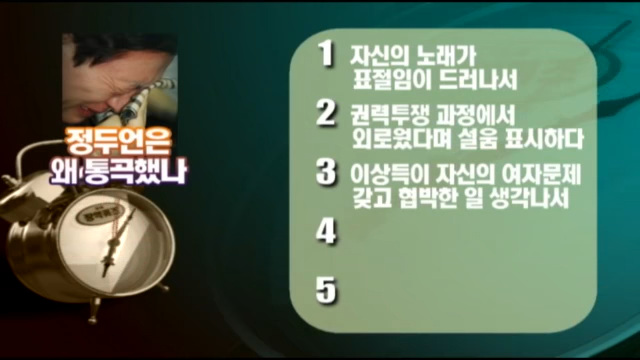 정두언은
왜 통곡했나
1 자신의 노래가
표절임이 드러나서
2 권력투쟁 과정에서
외로웠다며 설움 표시하다
3 이상득이 자신의 여자문제
갖고 협박한 일 생각나서
4
5